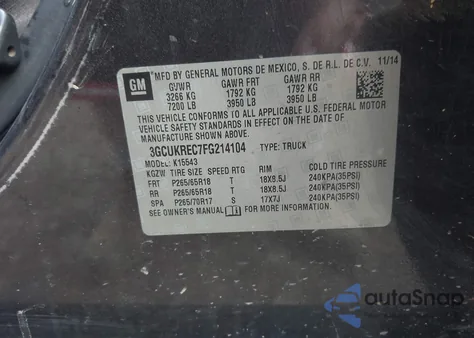 GM
MFD BY GENERAL MOTORS DE MEXICO, S. DE R.L. DE C.V. 11/14
GVWR GAWR FRT GAWR RR
3266 KG 1792 KG 1792 KG
7200 LB 3950 LB 3950 LB
THIS VEHICLE CONFORMS TO ALL APPLICABLE U.S. FEDERAL MOTOR
VEHICLE SAFETY STANDARDS IN EFFECT ON THE DATE OF
MANUFACTURE SHOWN ABOVE.
3GCUKREC7FG214104 TYPE: TRUCK
MODEL: K15543
KGZW TIRE SIZE SPEED RTG RIM COLD TIRE PRESSURE
FRT P265/65R18 T 18X8.5J 240KPA(35PSI)
RR P265/65R18 T 18X8.5J 240KPA(35PSI)
SPA P265/70R17 S 17X7J 240KPA(35PSI)
SEE OWNER'S MANUAL FOR MORE INFORMATION.
autoSnap